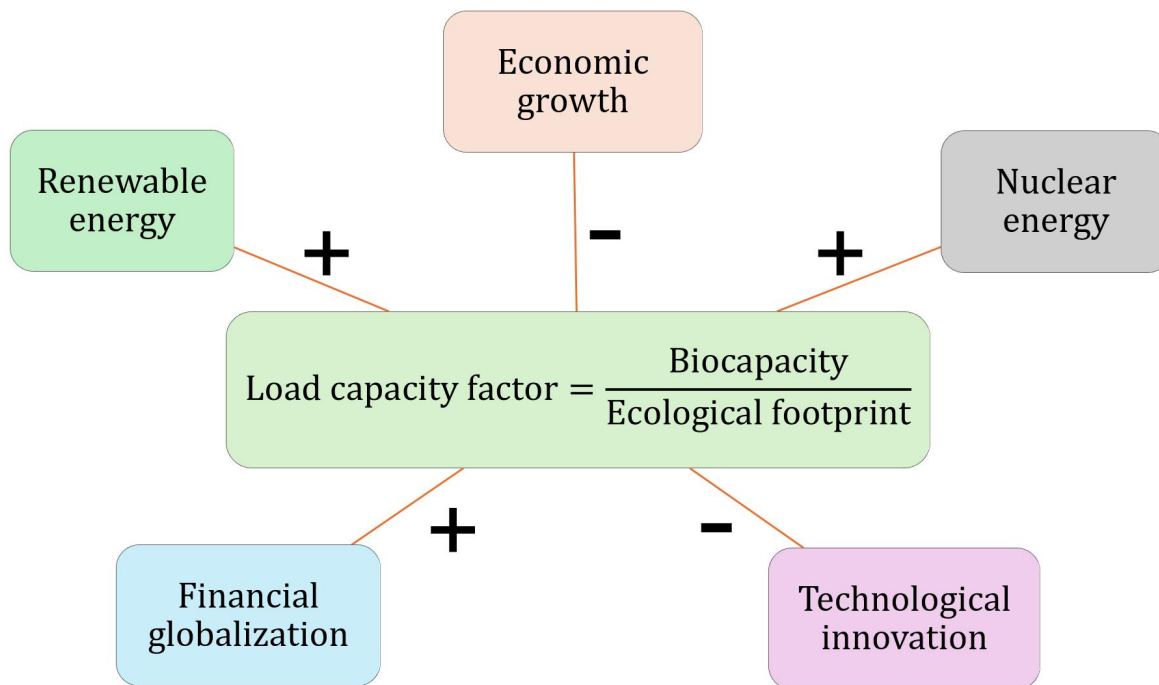 Economic
growth
Renewable
energy
Nuclear
energy
+
-
+
Load capacity factor = Biocapacity
Ecological footprint
+
-
Financial
globalization
Technological
innovation